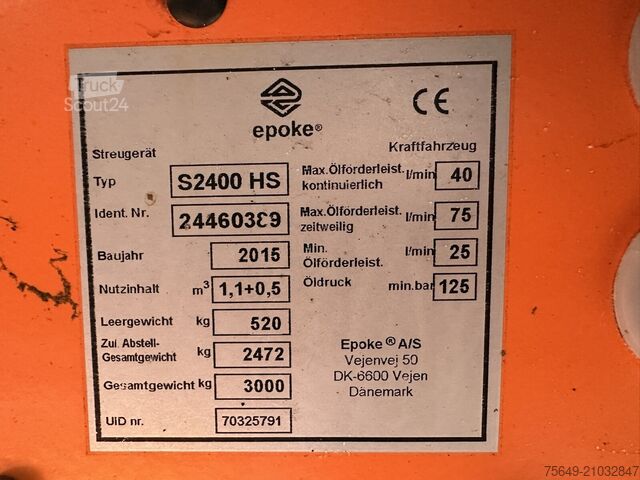 Truck
Scout24
epoke®
CE
Streugerät
Kraftfahrzeug
Typ S2400 HS
Max.Ölförderleist. kontinuierlich l/min 40
Ident. Nr. 24460389
Max.Ölförderleist. zeitweilig l/min 75
Baujahr 2015
Min. Ölförderleist. l/min 25
Nutzinhalt m³ 1,1+0,5
Öldruck min.bar 125
Leergewicht kg 520
Zul. Abstell-
Gesamtgewicht kg 2472
Gesamtgewicht kg 3000
UID nr. 70325791
Epoke® A/S
Vejenvej 50
DK-6600 Vejen
Dänemark
75649-21032847